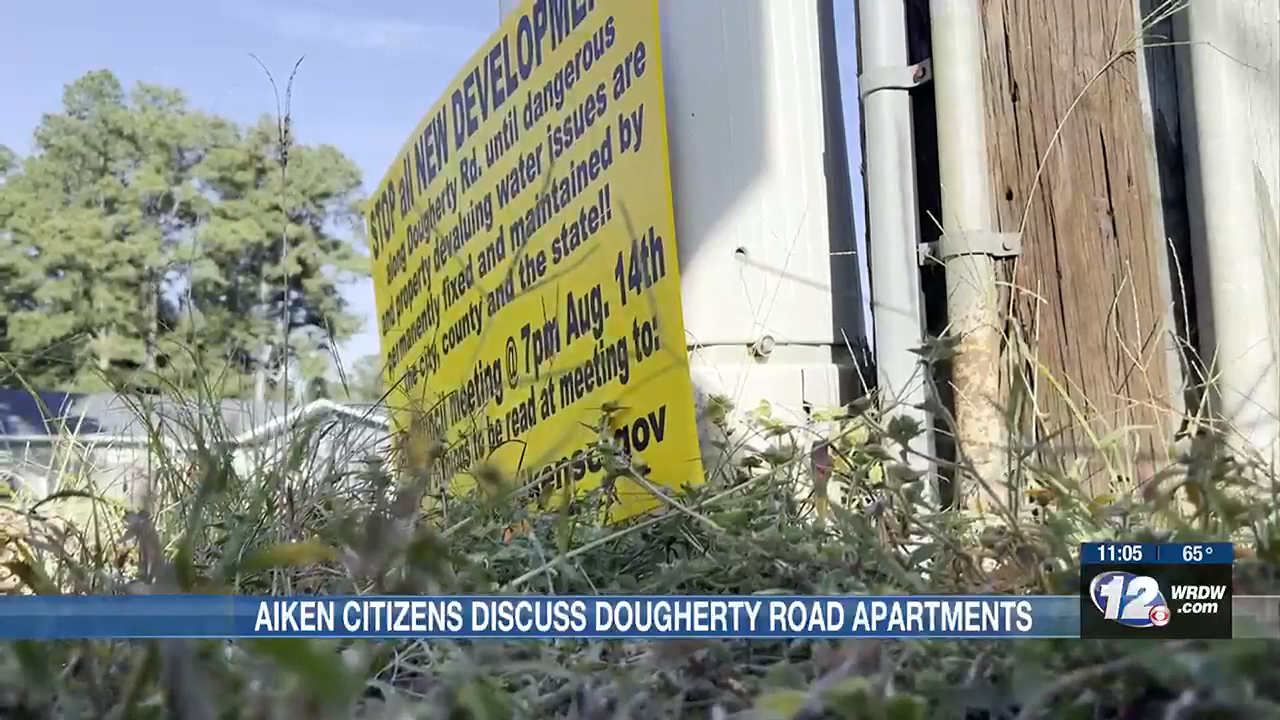 STOP all NEW DEVELOPMEN
along Dougherty Rd. until dangerous
and property devaluing water issues are
permanently fixed and maintained by
the city, county and the state!!
meeting @ 7pm Aug. 14th
to be read at meeting to:
gov
11:05 65°
12 WRDW
.com
AIKEN CITIZENS DISCUSS DOUGHERTY ROAD APARTMENTS